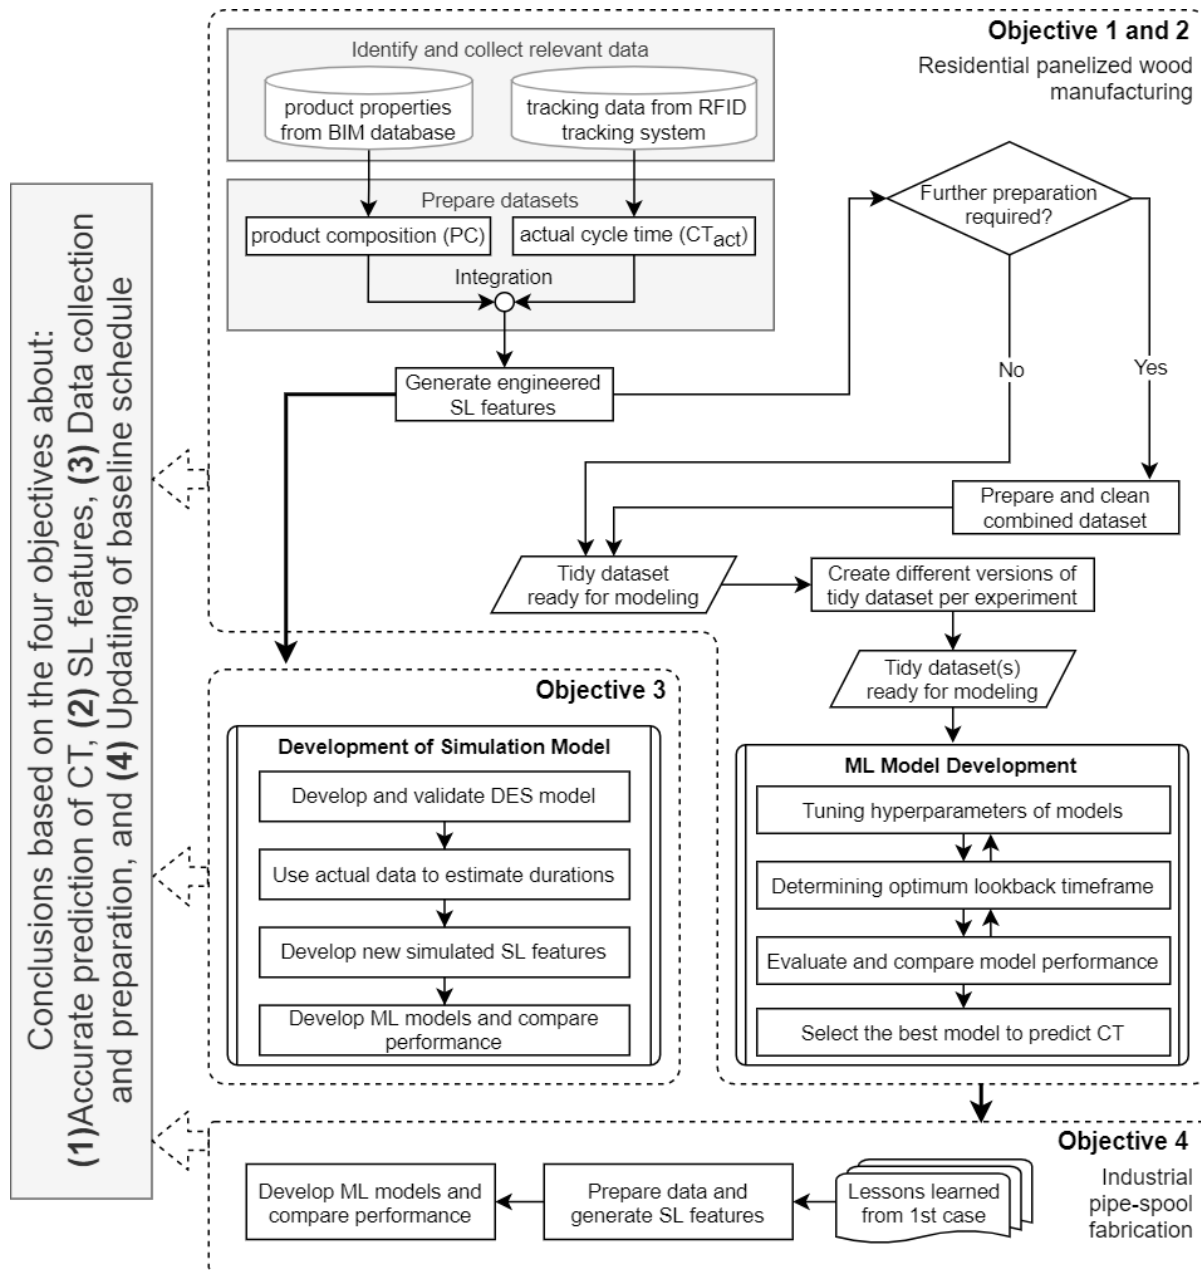 Conclusions based on the four objectives about:
(1)Accurate prediction of CT, (2) SL features, (3) Data collection
and preparation, and (4) Updating of baseline schedule
Objective 1 and 2
Residential panelized wood
manufacturing
Identify and collect relevant data
product properties
from BIM database
tracking data from RFID
tracking system
Prepare datasets
product composition (PC)
actual cycle time (CTact)
Integration
Generate engineered
SL features
Further preparation
required?
No
Yes
Prepare and clean
combined dataset
Tidy dataset
ready for modeling
Create different versions of
tidy dataset per experiment
Tidy dataset(s)
ready for modeling
Objective 3
Development of Simulation Model
Develop and validate DES model
Use actual data to estimate durations
Develop new simulated SL features
Develop ML models and compare
performance
ML Model Development
Tuning hyperparameters of models
Determining optimum lookback timeframe
Evaluate and compare model performance
Select the best model to predict CT
Objective 4
Industrial
pipe-spool
fabrication
Lessons learned
from 1st case
Prepare data and
generate SL features
Develop ML models and
compare performance